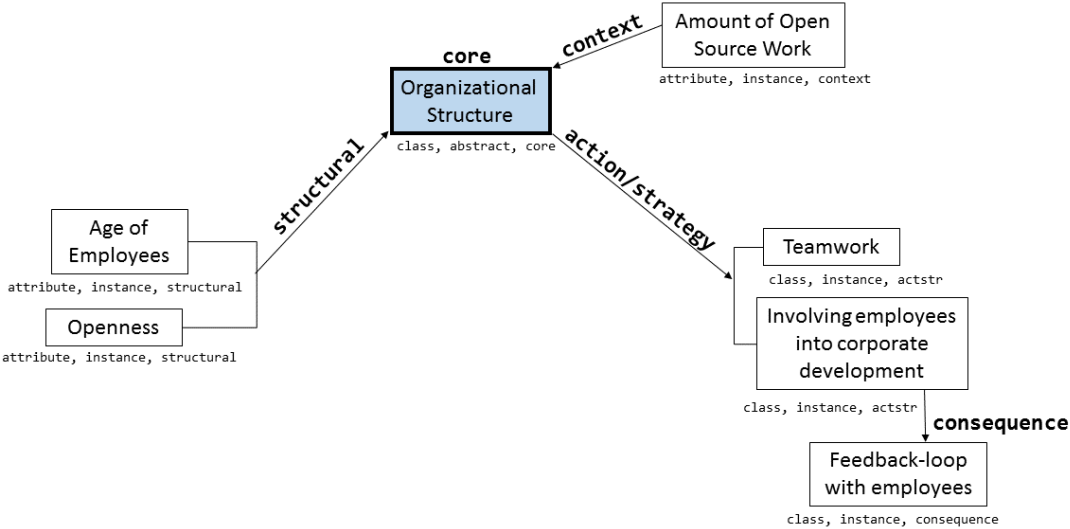 Amount of Open
Source Work
attribute, instance, context
context
core
Organizational
Structure
class, abstract, core
structural
action/strategy
Age of
Employees
attribute, instance, structural
Openness
attribute, instance, structural
Teamwork
class, instance, actstr
Involving employees
into corporate
development
class, instance, actstr
consequence
Feedback-loop
with employees
class, instance, consequence